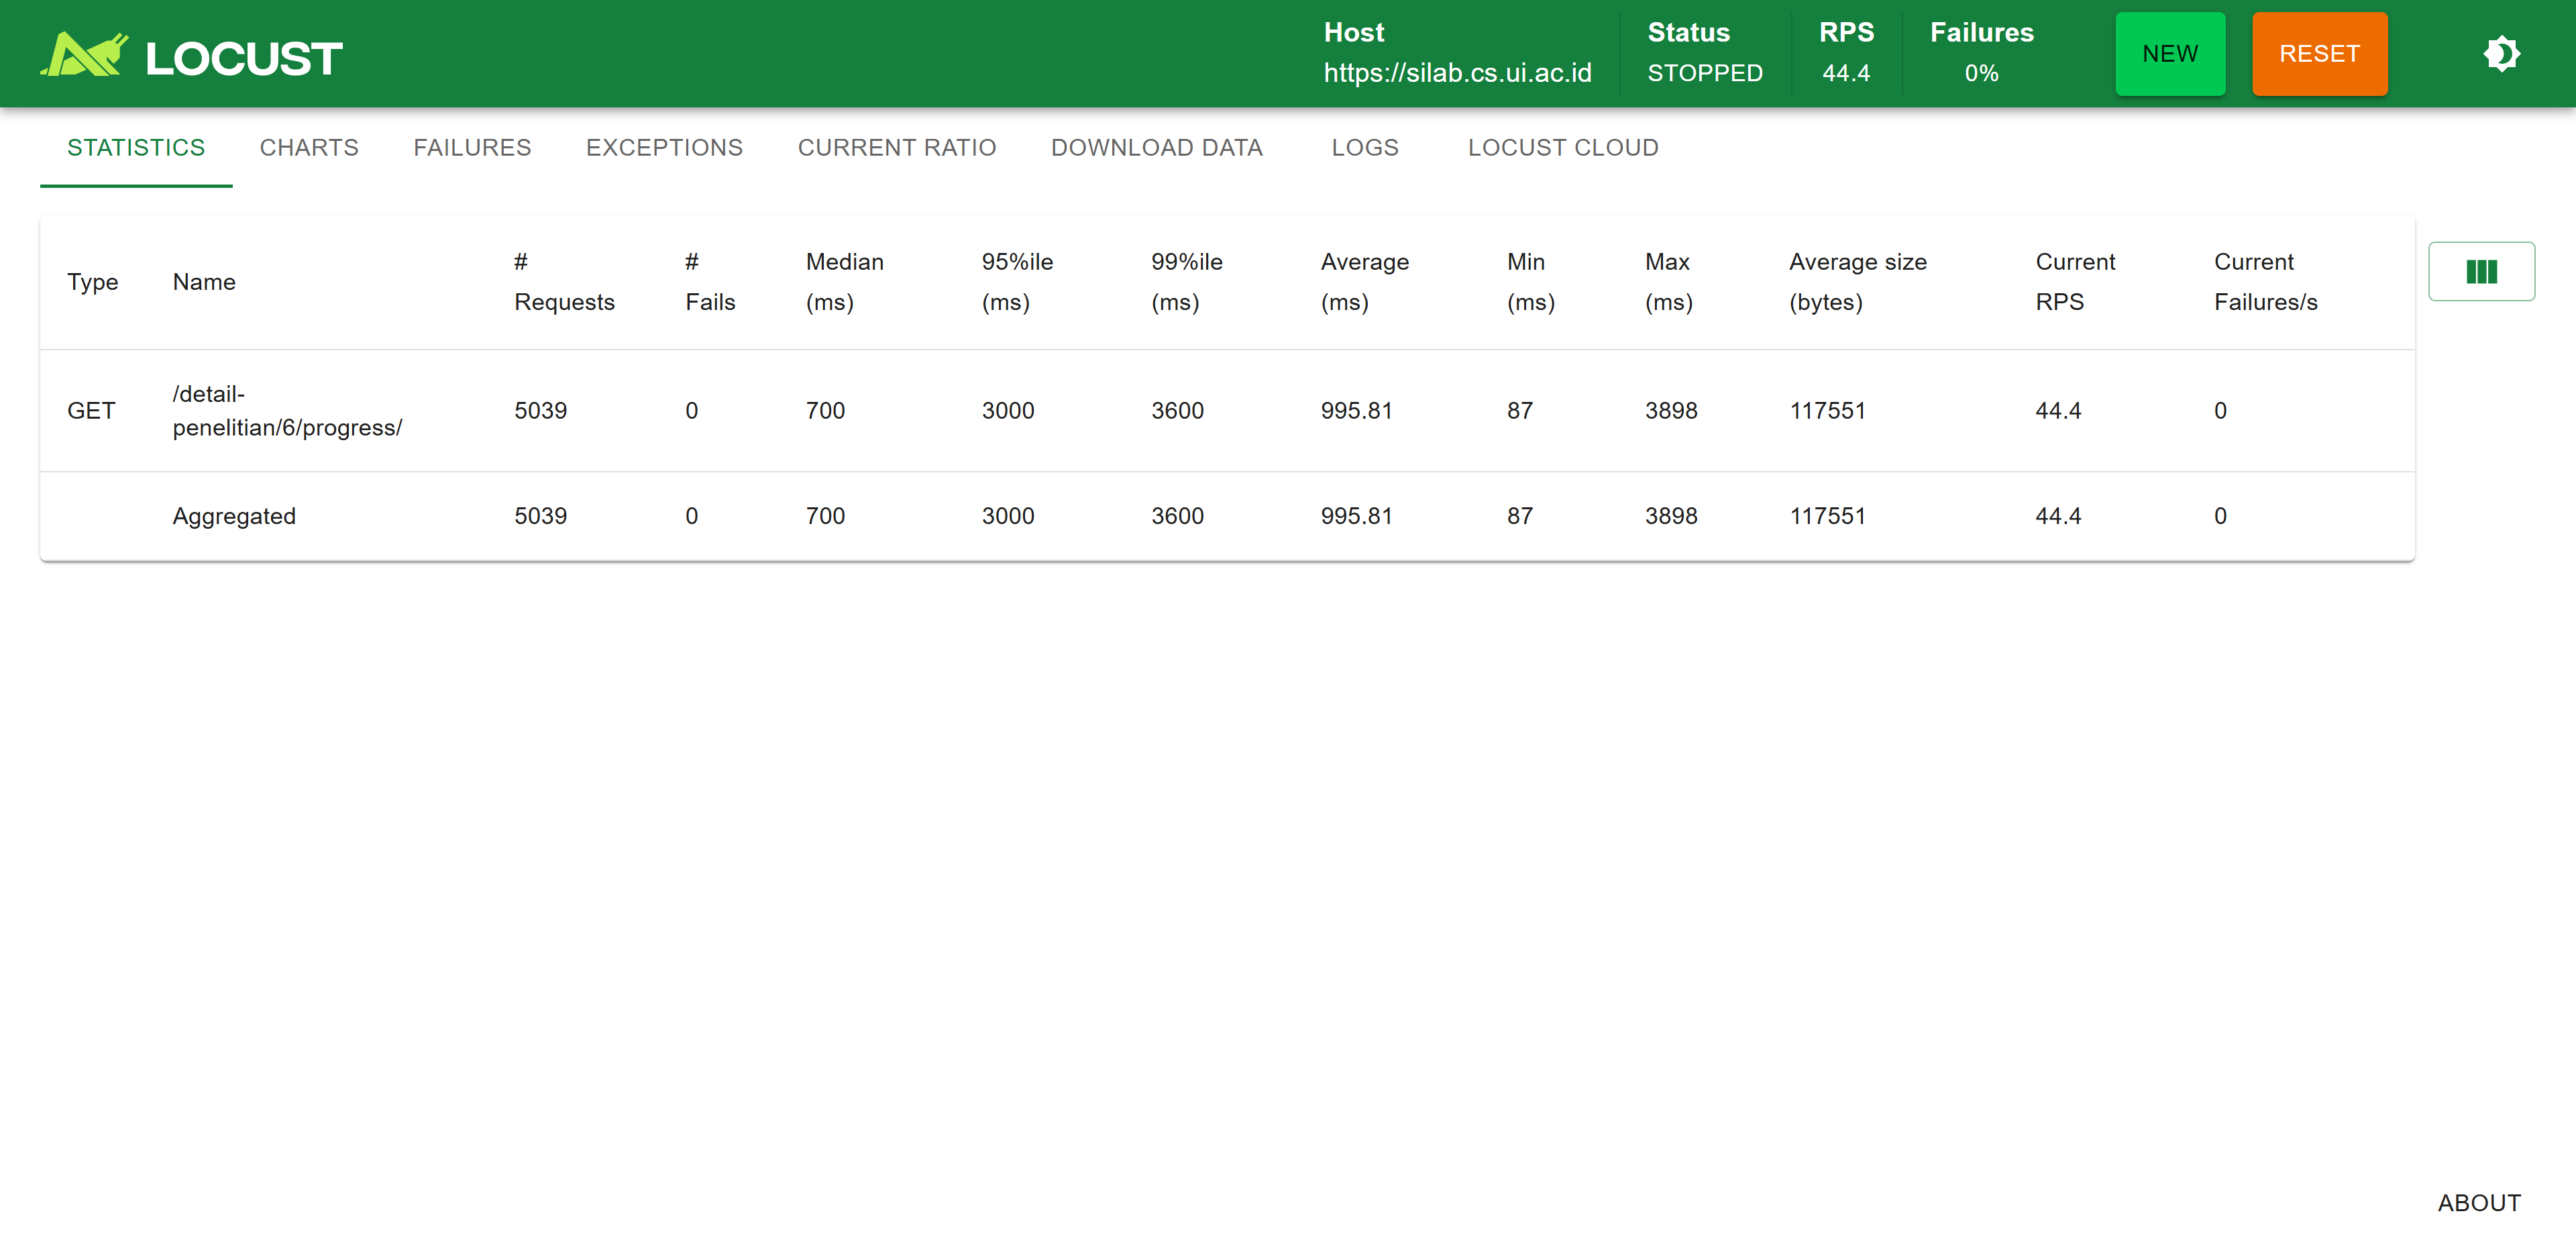 LOCUST
Host
https://silab.cs.ui.ac.id
Status
STOPPED
RPS
44.4
Failures
0%
NEW
RESET
STATISTICS CHARTS FAILURES EXCEPTIONS CURRENT RATIO DOWNLOAD DATA LOGS LOCUST CLOUD
Type Name # Requests # Fails Median (ms) 95%ile (ms) 99%ile (ms) Average (ms) Min (ms) Max (ms) Average size (bytes) Current RPS Current Failures/s
GET /detail-penelitian/6/progress/ 5039 0 700 3000 3600 995.81 87 3898 117551 44.4 0
Aggregated 5039 0 700 3000 3600 995.81 87 3898 117551 44.4 0
ABOUT